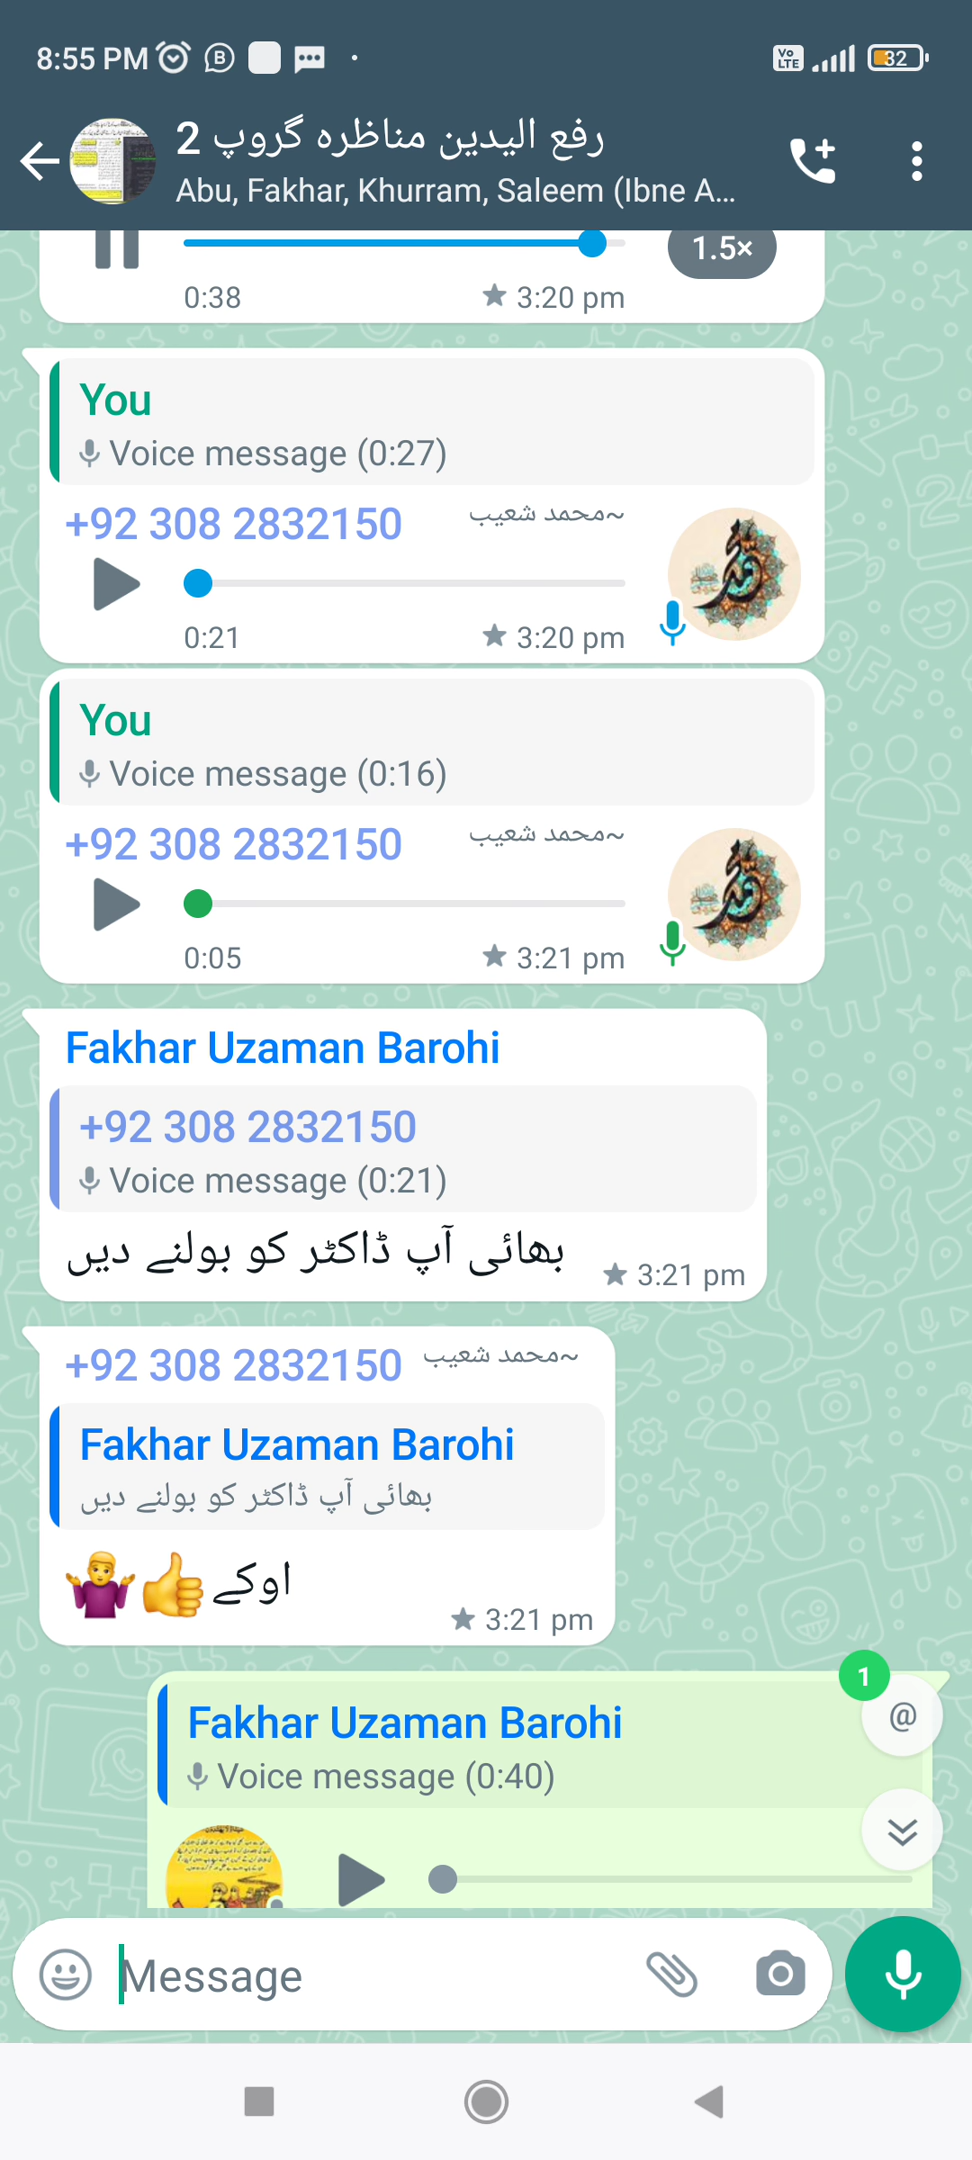 8:55 PM
Vo LTE
32
رفع الیدین مناظرہ گروپ 2
Abu, Fakhar, Khurram, Saleem (Ibne A...
1.5×
0:38
3:20 pm
You
Voice message (0:27)
+92 308 2832150
~محمد شعیب
0:21
3:20 pm
You
Voice message (0:16)
+92 308 2832150
~محمد شعیب
0:05
3:21 pm
Fakhar Uzaman Barohi
+92 308 2832150
Voice message (0:21)
بھائی آپ ڈاکٹر کو بولنے دیں
3:21 pm
+92 308 2832150
~محمد شعیب
Fakhar Uzaman Barohi
بھائی آپ ڈاکٹر کو بولنے دیں
اوکے👍🤷‍♂️
3:21 pm
1
@
Fakhar Uzaman Barohi
Voice message (0:40)
Message